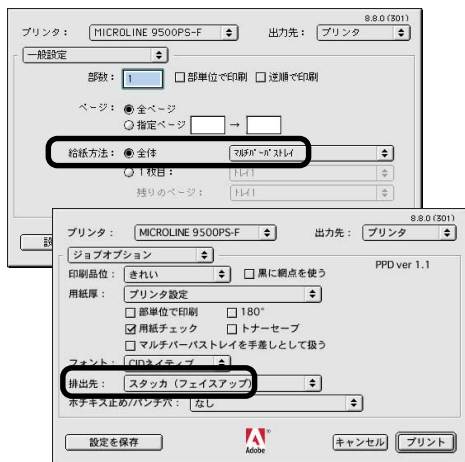 8.8.0 (301)
プリンタ： MICROLINE 9500PS-F 出力先： プリンタ
一般設定
部数： 1 部単位で印刷 逆順で印刷
ページ： 全ページ
指定ページ →
給紙方法： 全体 マルチパーパストレイ
1 枚目： トレイ1
残りのページ： トレイ1
8.8.0 (301)
プリンタ： MICROLINE 9500PS-F 出力先： プリンタ
ジョブオプション
PPD ver 1.1
印刷品位： きれい 黒に網点を使う
用紙厚： プリンタ設定
部単位で印刷 180°
用紙チェック トナーセーブ
マルチパーパストレイを手差しとして扱う
フォント： CIDネイティブ
排出先： スタッカ（フェイスアップ）
ホチキス止め/パンチ穴： なし
設定を保存 Adobe キャンセル プリント